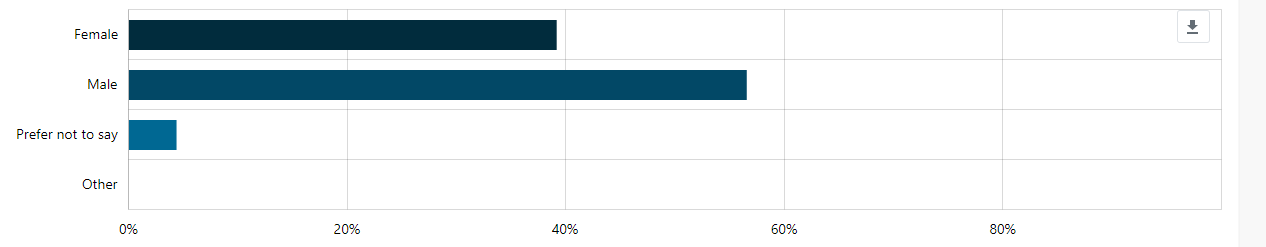 Female
Male
Prefer not to say
Other
0% 20% 40% 60% 80%